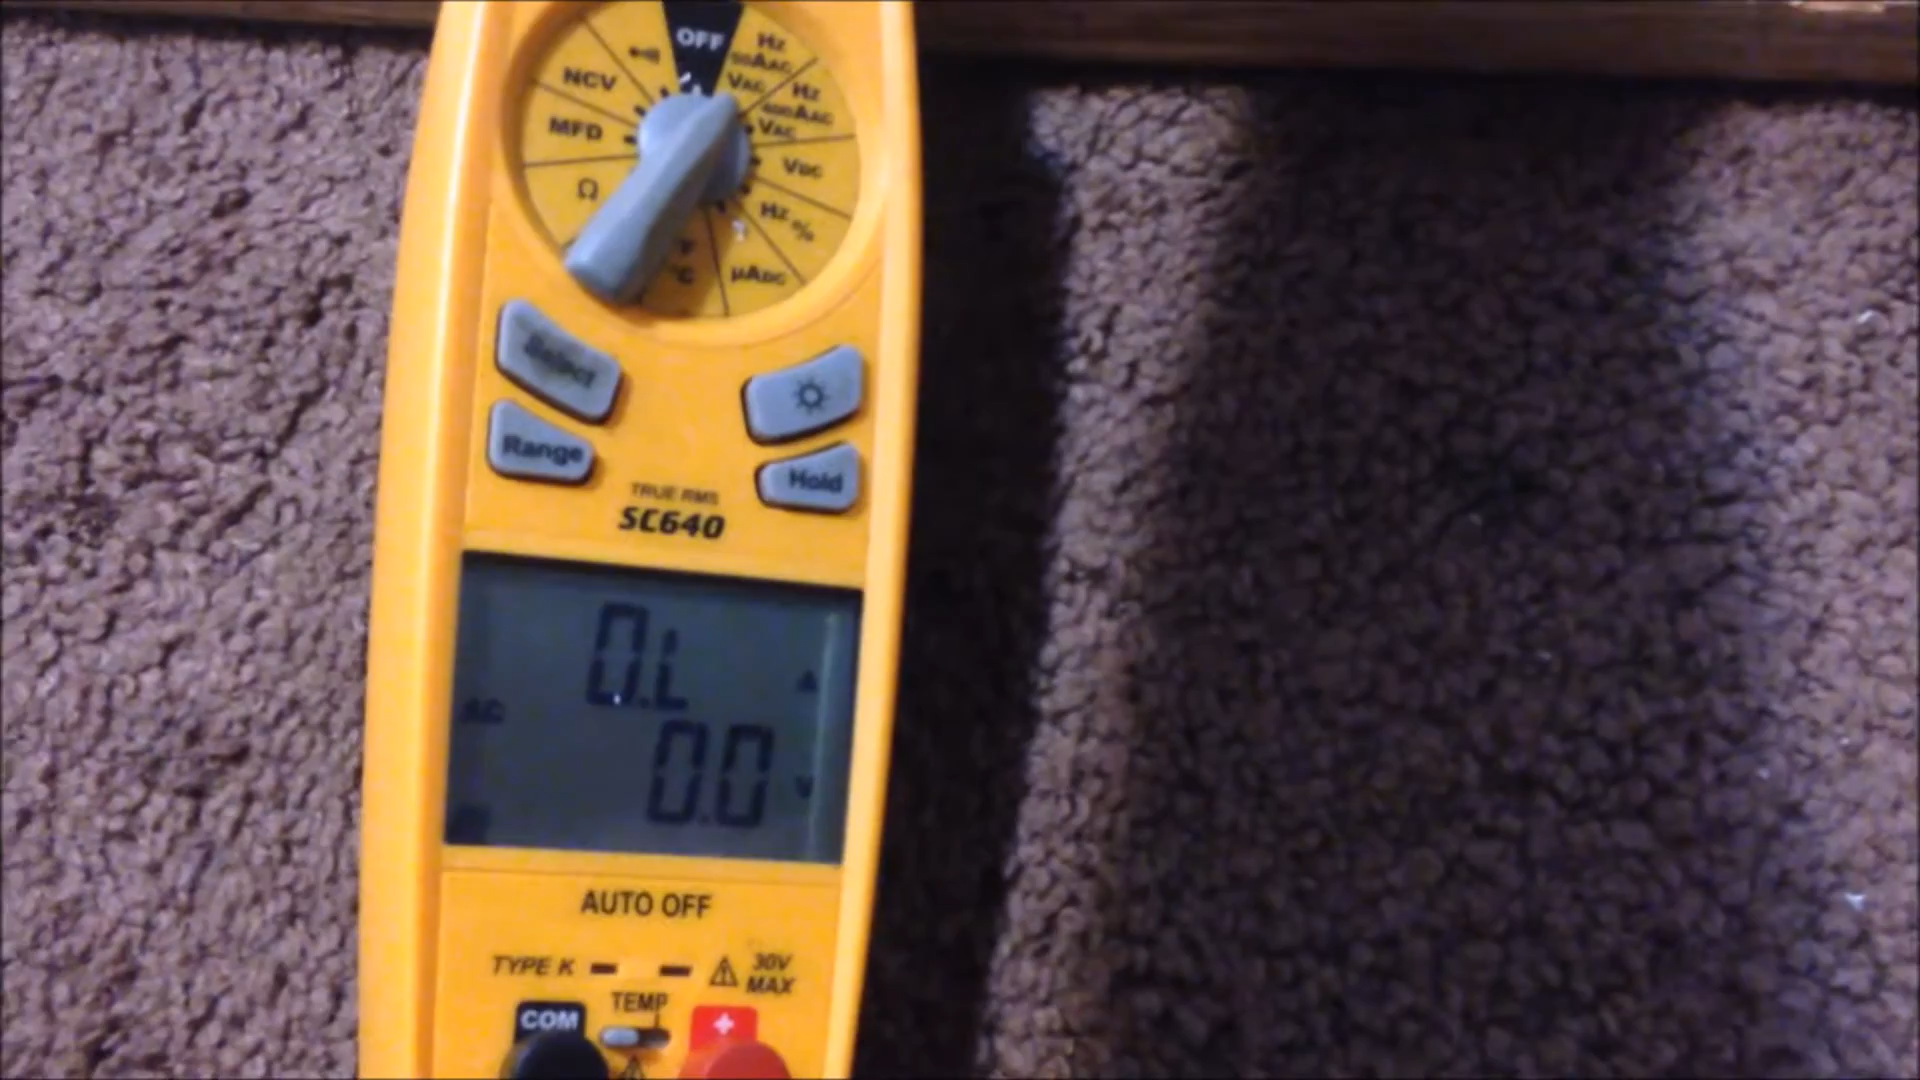 OFF
Hz
VAC
Hz
400AAC
VAC
VDC
Hz %
µADC
°F
°C
Ω
MFD
NCV
Select
Range
Hold
TRUE RMS
SC640
O.L
AC
0.0
V
A
AUTO OFF
TYPE K
30V
MAX
TEMP
COM
+